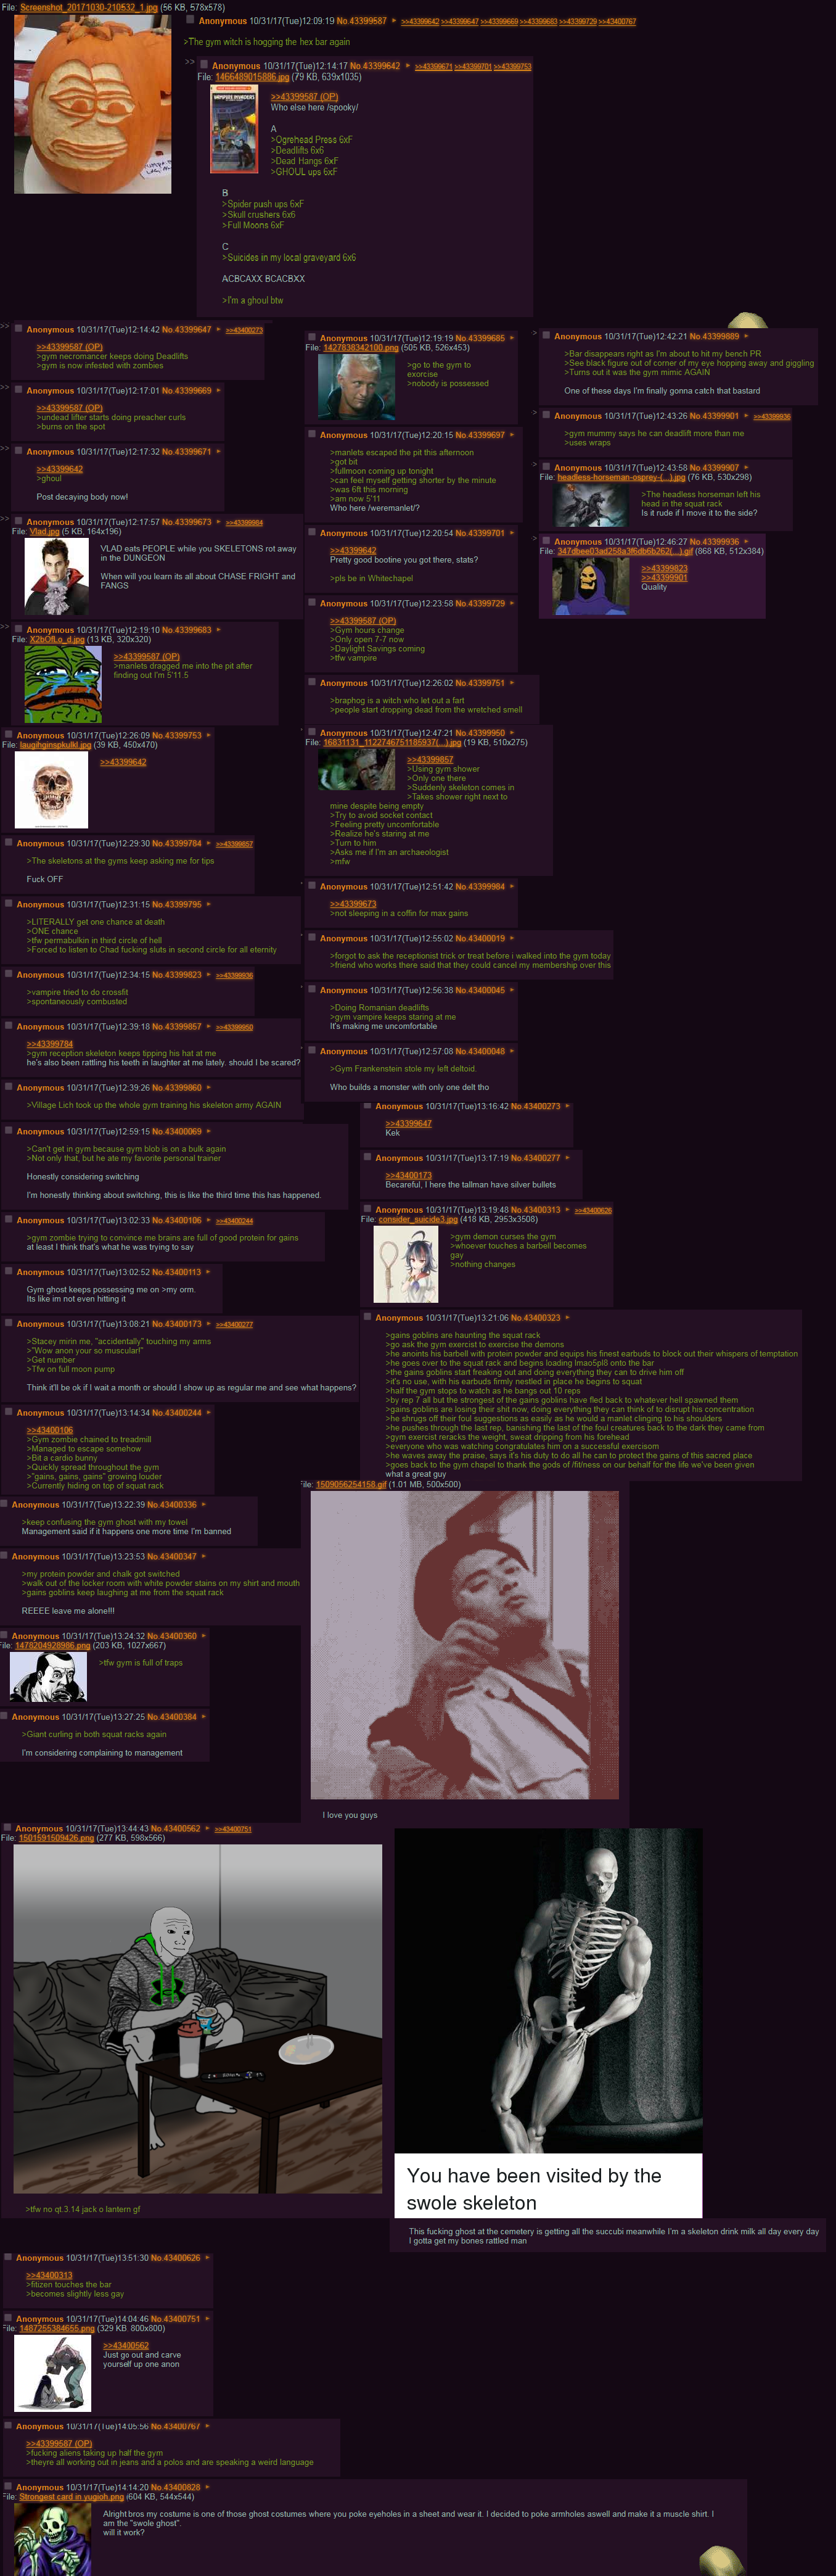 File: Screenshot_20171030-210532_1.jpg (56 KB, 578x578)
Anonymous 10/31/17(Tue)12:09:19 No.43399587 ► >>43399642 >>43399647 >>43399669 >>43399683 >>43399729 >>43400767
>The gym witch is hogging the hex bar again
>> Anonymous 10/31/17(Tue)12:14:17 No.43399642 ► >>43399671 >>43399701 >>43399753
File: 1466489015886.jpg (79 KB, 639x1035)
VAMPIRE INVADERS
>>43399587 (OP)
Who else here /spooky/
A
>Ogrehead Press 6xF
>Deadlifts 6x6
>Dead Hangs 6xF
>GHOUL ups 6xF
B
>Spider push ups 6xF
>Skull crushers 6x6
>Full Moons 6xF
C
>Suicides in my local graveyard 6x6
ACBCAXX BCACBXX
>I'm a ghoul btw
>> Anonymous 10/31/17(Tue)12:14:42 No.43399647 ► >>43400273
>>43399587 (OP)
>gym necromancer keeps doing Deadlifts
>gym is now infested with zombies
>> Anonymous 10/31/17(Tue)12:17:01 No.43399669 ►
>>43399587 (OP)
>undead lifter starts doing preacher curls
>burns on the spot
>> Anonymous 10/31/17(Tue)12:17:32 No.43399671 ►
>>43399642
>ghoul
Post decaying body now!
>> Anonymous 10/31/17(Tue)12:17:57 No.43399673 ► >>43399984
File: Vlad.jpg (5 KB, 164x196)
VLAD eats PEOPLE while you SKELETONS rot away
in the DUNGEON
When will you learn its all about CHASE FRIGHT and
FANGS
>> Anonymous 10/31/17(Tue)12:19:10 No.43399683 ►
File: X2bOfLo_d.jpg (13 KB, 320x320)
>>43399587 (OP)
>manlets dragged me into the pit after
finding out I'm 5'11.5
Anonymous 10/31/17(Tue)12:26:09 No.43399753 ►
File: laugihginspkulkl.jpg (39 KB, 450x470)
>>43399642
Anonymous 10/31/17(Tue)12:29:30 No.43399784 ► >>43399857
>The skeletons at the gyms keep asking me for tips
Fuck OFF
Anonymous 10/31/17(Tue)12:31:15 No.43399795 ►
>LITERALLY get one chance at death
>ONE chance
>tfw permabulkin in third circle of hell
>Forced to listen to Chad fucking sluts in second circle for all eternity
Anonymous 10/31/17(Tue)12:34:15 No.43399823 ► >>43399936
>vampire tried to do crossfit
>spontaneously combusted
Anonymous 10/31/17(Tue)12:39:18 No.43399857 ► >>43399950
>>43399784
>gym reception skeleton keeps tipping his hat at me
he's also been rattling his teeth in laughter at me lately. should I be scared?
Anonymous 10/31/17(Tue)12:39:26 No.43399860 ►
>Village Lich took up the whole gym training his skeleton army AGAIN
Anonymous 10/31/17(Tue)12:19:19 No.43399685 ►
File: 1427838342100.png (505 KB, 526x453)
>go to the gym to
exorcise
>nobody is possessed
Anonymous 10/31/17(Tue)12:20:15 No.43399697 ►
>manlets escaped the pit this afternoon
>got bit
>fullmoon coming up tonight
>can feel myself getting shorter by the minute
>was 6ft this morning
>am now 5'11
Who here /weremanlet/?
Anonymous 10/31/17(Tue)12:20:54 No.43399701 ►
>>43399642
Pretty good bootine you got there, stats?
>pls be in Whitechapel
Anonymous 10/31/17(Tue)12:23:58 No.43399729 ►
>>43399587 (OP)
>Gym hours change
>Only open 7-7 now
>Daylight Savings coming
>tfw vampire
Anonymous 10/31/17(Tue)12:26:02 No.43399751 ►
>braphog is a witch who let out a fart
>people start dropping dead from the wretched smell
Anonymous 10/31/17(Tue)12:47:21 No.43399950 ►
File: 16831131_1122746751185937(...).jpg (19 KB, 510x275)
>>43399857
>Using gym shower
>Only one there
>Suddenly skeleton comes in
>Takes shower right next to
mine despite being empty
>Try to avoid socket contact
>Feeling pretty uncomfortable
>Realize he's staring at me
>Turn to him
>Asks me if I'm an archaeologist
>mfw
Anonymous 10/31/17(Tue)12:51:42 No.43399984 ►
>>43399673
>not sleeping in a coffin for max gains
Anonymous 10/31/17(Tue)12:55:02 No.43400019 ►
>forgot to ask the receptionist trick or treat before i walked into the gym today
>friend who works there said that they could cancel my membership over this
Anonymous 10/31/17(Tue)12:56:38 No.43400045 ►
>Doing Romanian deadlifts
>gym vampire keeps staring at me
It's making me uncomfortable
Anonymous 10/31/17(Tue)12:57:08 No.43400048 ►
>Gym Frankenstein stole my left deltoid.
Who builds a monster with only one delt tho
> Anonymous 10/31/17(Tue)12:42:21 No.43399889 ►
>Bar disappears right as I'm about to hit my bench PR
>See black figure out of corner of my eye hopping away and giggling
>Turns out it was the gym mimic AGAIN
One of these days I'm finally gonna catch that bastard
> Anonymous 10/31/17(Tue)12:43:26 No.43399901 ► >>43399936
>gym mummy says he can deadlift more than me
>uses wraps
> Anonymous 10/31/17(Tue)12:43:58 No.43399907 ►
File: headless-horseman-osprey-(...).jpg (76 KB, 530x298)
>The headless horseman left his
head in the squat rack
Is it rude if I move it to the side?
> Anonymous 10/31/17(Tue)12:46:27 No.43399936 ►
File: 347dbee03ad258a3f6db6b262(...).gif (868 KB, 512x384)
>>43399823
>>43399901
Quality
Anonymous 10/31/17(Tue)12:59:15 No.43400069 ►
>Can't get in gym because gym blob is on a bulk again
>Not only that, but he ate my favorite personal trainer
Honestly considering switching
I'm honestly thinking about switching, this is like the third time this has happened.
Anonymous 10/31/17(Tue)13:02:33 No.43400106 ► >>43400244
>gym zombie trying to convince me brains are full of good protein for gains
at least I think that's what he was trying to say
Anonymous 10/31/17(Tue)13:02:52 No.43400113 ►
Gym ghost keeps possessing me on >my orm.
Its like im not even hitting it
Anonymous 10/31/17(Tue)13:08:21 No.43400173 ► >>43400277
>Stacey mirin me, "accidentally" touching my arms
>"Wow anon your so muscular!"
>Get number
>Tfw on full moon pump
Think it'll be ok if I wait a month or should I show up as regular me and see what happens?
Anonymous 10/31/17(Tue)13:14:34 No.43400244 ►
>>43400106
>Gym zombie chained to treadmill
>Managed to escape somehow
>Bit a cardio bunny
>Quickly spread throughout the gym
>"gains, gains, gains" growing louder
>Currently hiding on top of squat rack
Anonymous 10/31/17(Tue)13:16:42 No.43400273 ►
>>43399647
Kek
Anonymous 10/31/17(Tue)13:17:19 No.43400277 ►
>>43400173
Becareful, I here the tallman have silver bullets
Anonymous 10/31/17(Tue)13:19:48 No.43400313 ► >>43400626
File: consider_suicide3.jpg (418 KB, 2953x3508)
>gym demon curses the gym
>whoever touches a barbell becomes
gay
>nothing changes
Anonymous 10/31/17(Tue)13:21:06 No.43400323 ►
>gains goblins are haunting the squat rack
>go ask the gym exercist to exercise the demons
>he anoints his barbell with protein powder and equips his finest earbuds to block out their whispers of temptation
>he goes over to the squat rack and begins loading lmao5pl8 onto the bar
>the gains goblins start freaking out and doing everything they can to drive him off
>it's no use, with his earbuds firmly nestled in place he begins to squat
>half the gym stops to watch as he bangs out 10 reps
>by rep 7 all but the strongest of the gains goblins have fled back to whatever hell spawned them
>gains goblins are losing their shit now, doing everything they can think of to disturb his concentration
>he shrugs off their foul suggestions as easily as he would a manlet clinging to his shoulders
>he pushes through the last rep, banishing the last of the foul creatures back to the dark they came from
>gym exercist reracks the weight, sweat dripping from his forehead
>everyone who was watching congratulates him on a successful exercisom
>he waves away the praise, says it's his duty to do all he can to protect the gains of this sacred place
>goes back to the gym chapel to thank the gods of /fit/ness on our behalf for the life we've been given
what a great guy
Anonymous 10/31/17(Tue)13:22:39 No.43400336 ►
>keep confusing the gym ghost with my towel
Management said if it happens one more time I'm banned
Anonymous 10/31/17(Tue)13:23:53 No.43400347 ►
>my protein powder and chalk got switched
>walk out of the locker room with white powder stains on my shirt and mouth
>gains goblins keep laughing at me from the squat rack
REEEE leave me alone!!!
Anonymous 10/31/17(Tue)13:24:32 No.43400360 ►
File: 1478204928986.png (203 KB, 1027x667)
>tfw gym is full of traps
Anonymous 10/31/17(Tue)13:27:25 No.43400384 ►
>Giant curling in both squat racks again
I'm considering complaining to management
File: 1509056254158.gif (1.01 MB, 500x500)
I love you guys
Anonymous 10/31/17(Tue)13:44:43 No.43400562 ► >>43400751
File: 1501591509426.png (277 KB, 598x566)
>tfw no qt.3.14 jack o lantern gf
You have been visited by the
swole skeleton
This fucking ghost at the cemetery is getting all the succubi meanwhile I'm a skeleton drink milk all day every day
I gotta get my bones rattled man
Anonymous 10/31/17(Tue)13:51:30 No.43400626 ►
>>43400313
>fitizen touches the bar
>becomes slightly less gay
Anonymous 10/31/17(Tue)14:04:46 No.43400751 ►
File: 1487255384655.png (329 KB, 800x800)
>>43400562
Just go out and carve
yourself up one anon
Anonymous 10/31/17(Tue)14:05:56 No.43400767 ►
>>43399587 (OP)
>fucking aliens taking up half the gym
>theyre all working out in jeans and a polos and are speaking a weird language
Anonymous 10/31/17(Tue)14:14:20 No.43400828 ►
File: Strongest card in yugioh.png (604 KB, 544x544)
Alright bros my costume is one of those ghost costumes where you poke eyeholes in a sheet and wear it. I decided to poke armholes aswell and make it a muscle shirt. I
am the "swole ghost".
will it work?